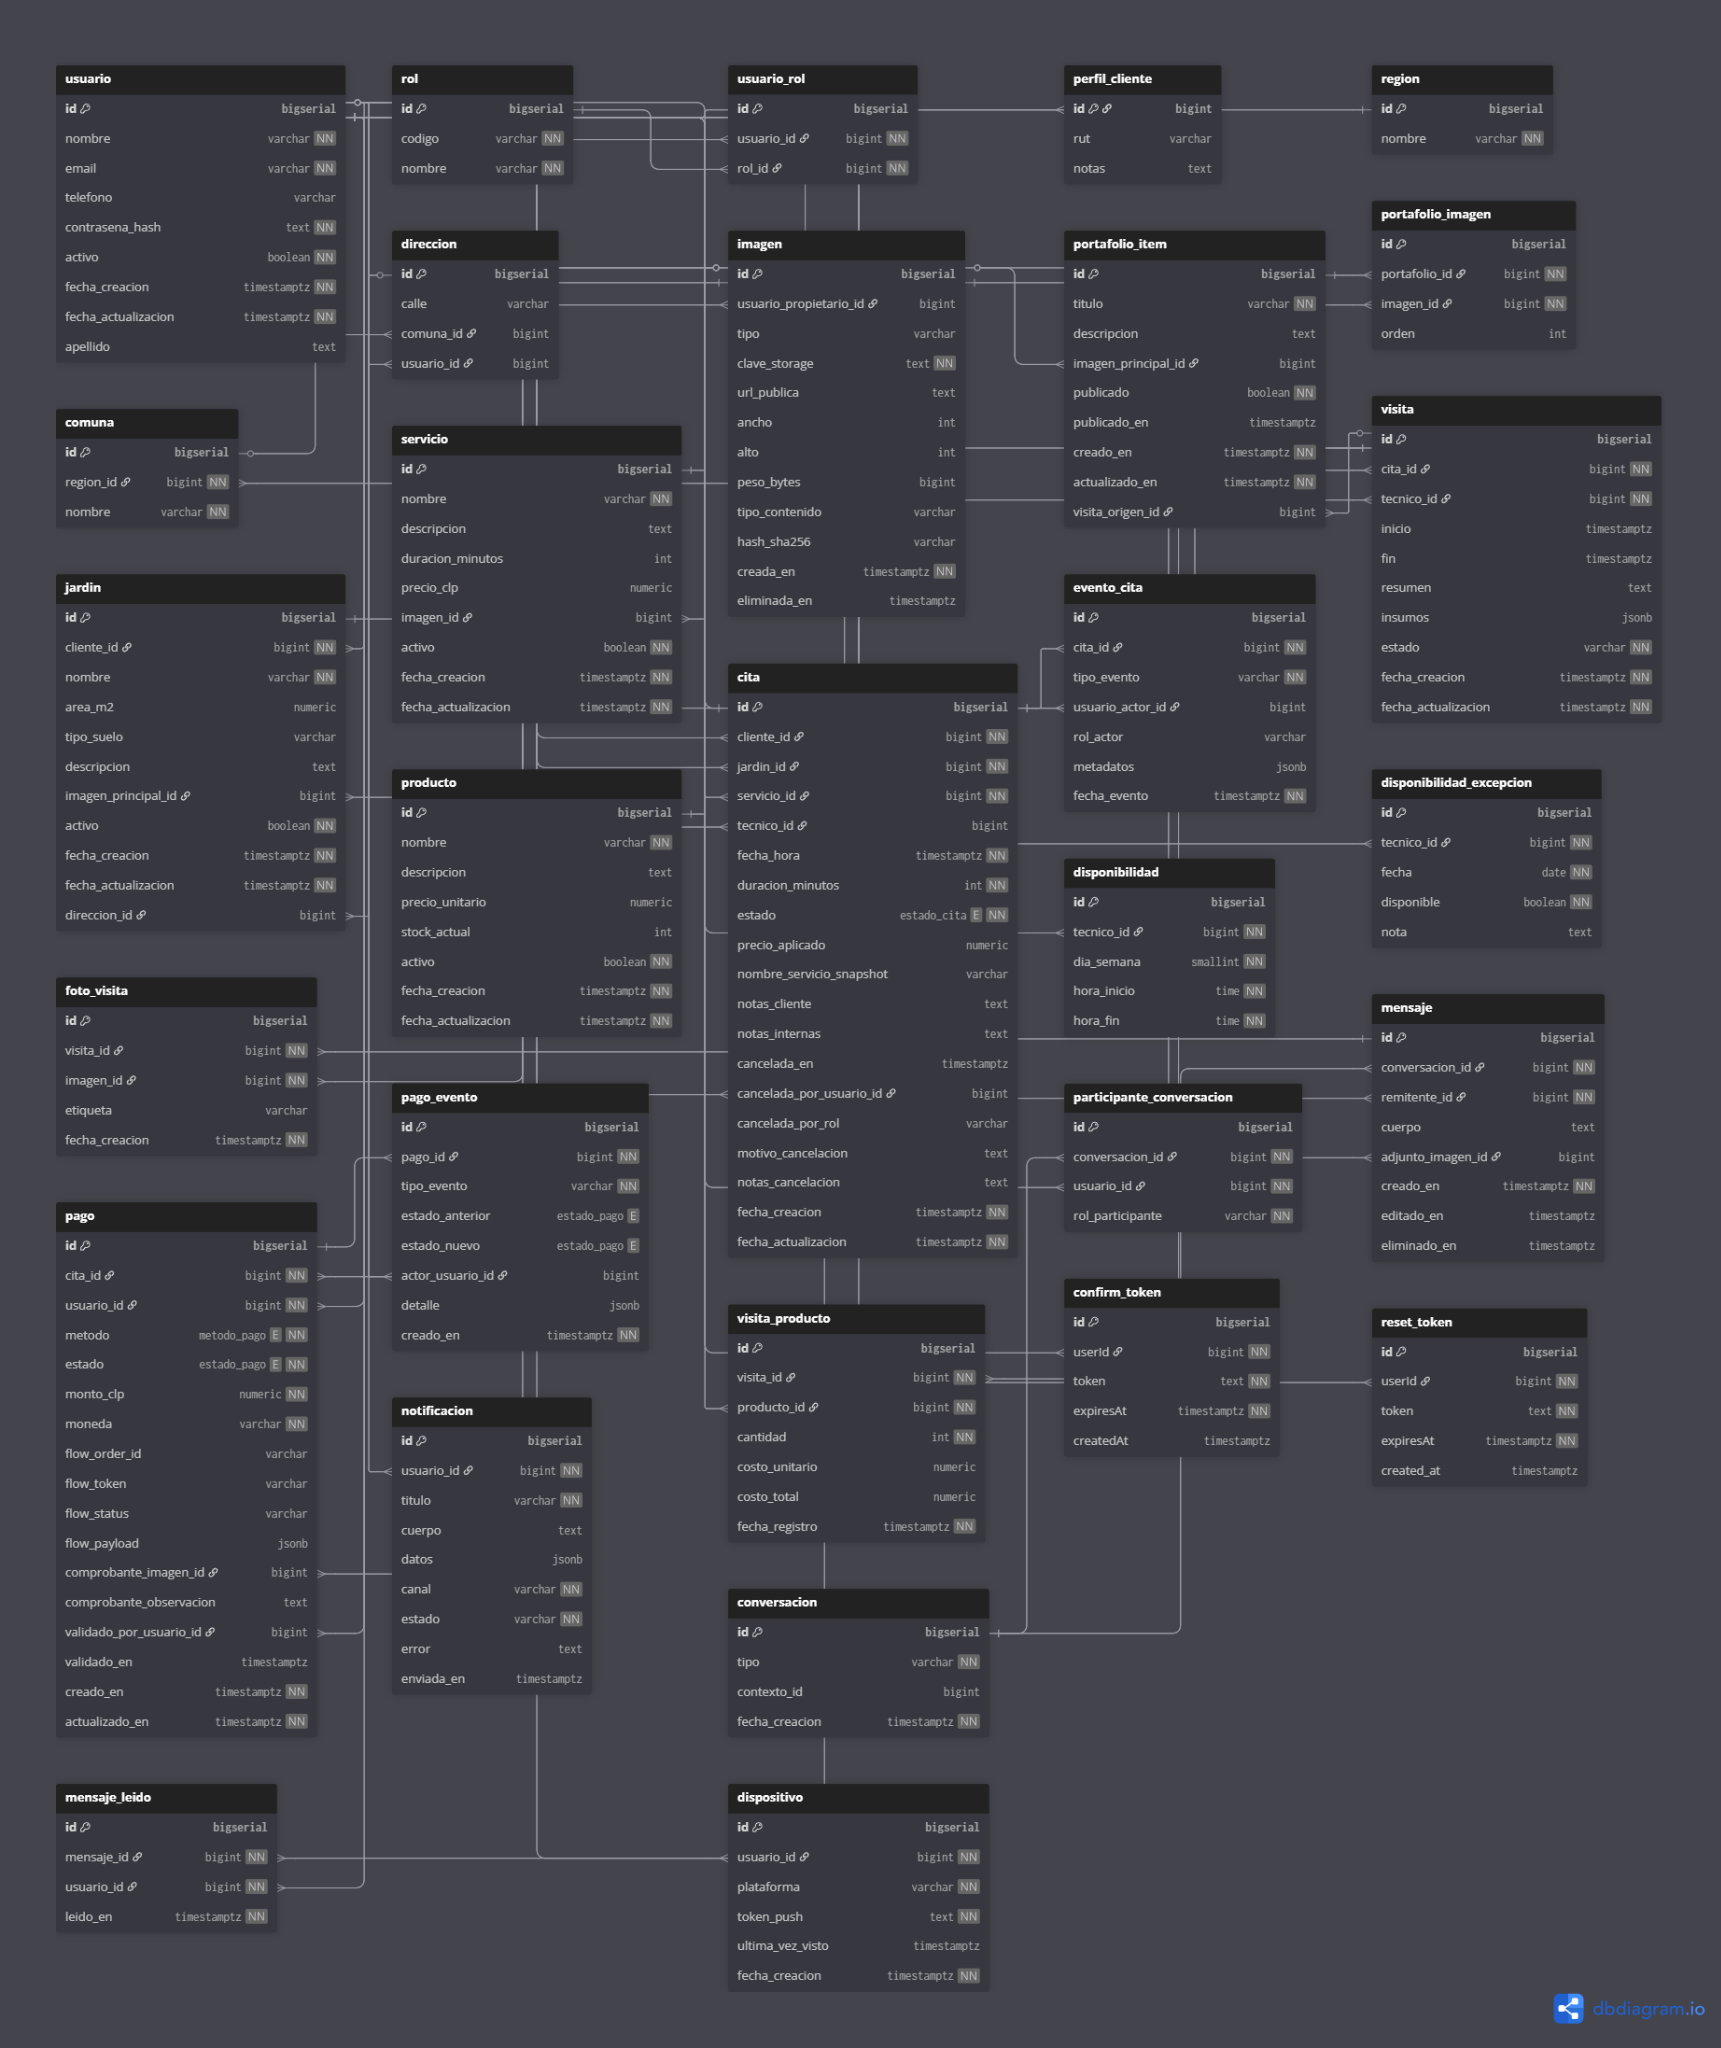 usuario
id bigserial
nombre varchar NN
email varchar NN
telefono varchar
contrasena_hash text NN
activo boolean NN
fecha_creacion timestamptz NN
fecha_actualizacion timestamptz NN
apellido text
comuna
id bigserial
region_id bigint NN
nombre varchar NN
jardin
id bigserial
cliente_id bigint NN
nombre varchar NN
area_m2 numeric
tipo_suelo varchar
descripcion text
imagen_principal_id bigint
activo boolean NN
fecha_creacion timestamptz NN
fecha_actualizacion timestamptz NN
direccion_id bigint
foto_visita
id bigserial
visita_id bigint NN
imagen_id bigint NN
etiqueta varchar
fecha_creacion timestamptz NN
pago
id bigserial
cita_id bigint NN
usuario_id bigint NN
metodo metodo_pago E NN
estado estado_pago E NN
monto_clp numeric NN
moneda varchar NN
flow_order_id varchar
flow_token varchar
flow_status varchar
flow_payload jsonb
comprobante_imagen_id bigint
comprobante_observacion text
validado_por_usuario_id bigint
validado_en timestamptz
creado_en timestamptz NN
actualizado_en timestamptz NN
mensaje_leido
id bigserial
mensaje_id bigint NN
usuario_id bigint NN
leido_en timestamptz NN
rol
id bigserial
codigo varchar NN
nombre varchar NN
direccion
id bigserial
calle varchar
comuna_id bigint
usuario_id bigint
servicio
id bigserial
nombre varchar NN
descripcion text
duracion_minutos int
precio_clp numeric
imagen_id bigint
activo boolean NN
fecha_creacion timestamptz NN
fecha_actualizacion timestamptz NN
producto
id bigserial
nombre varchar NN
descripcion text
precio_unitario numeric
stock_actual int
activo boolean NN
fecha_creacion timestamptz NN
fecha_actualizacion timestamptz NN
pago_evento
id bigserial
pago_id bigint NN
tipo_evento varchar NN
estado_anterior estado_pago E
estado_nuevo estado_pago E
actor_usuario_id bigint
detalle jsonb
creado_en timestamptz NN
notificacion
id bigserial
usuario_id bigint NN
titulo varchar NN
cuerpo text
datos jsonb
canal varchar NN
estado varchar NN
error text
enviada_en timestamptz
usuario_rol
id bigserial
usuario_id bigint NN
rol_id bigint NN
imagen
id bigserial
usuario_propietario_id bigint
tipo varchar
clave_storage text NN
url_publica text
ancho int
alto int
peso_bytes bigint
tipo_contenido varchar
hash_sha256 varchar
creada_en timestamptz NN
eliminada_en timestamptz
cita
id bigserial
cliente_id bigint NN
jardin_id bigint NN
servicio_id bigint NN
tecnico_id bigint
fecha_hora timestamptz NN
duracion_minutos int NN
estado estado_cita E NN
precio_aplicado numeric
nombre_servicio_snapshot varchar
notas_cliente text
notas_internas text
cancelada_en timestamptz
cancelada_por_usuario_id bigint
cancelada_por_rol varchar
motivo_cancelacion text
notas_cancelacion text
fecha_creacion timestamptz NN
fecha_actualizacion timestamptz NN
visita_producto
id bigserial
visita_id bigint NN
producto_id bigint NN
cantidad int NN
costo_unitario numeric
costo_total numeric
fecha_registro timestamptz NN
conversacion
id bigserial
tipo varchar NN
contexto_id bigint
fecha_creacion timestamptz NN
dispositivo
id bigserial
usuario_id bigint NN
plataforma varchar NN
token_push text NN
ultima_vez_visto timestamptz
fecha_creacion timestamptz NN
perfil_cliente
id bigint
rut varchar
notas text
portafolio_item
id bigserial
titulo varchar NN
descripcion text
imagen_principal_id bigint
publicado boolean NN
publicado_en timestamptz
creado_en timestamptz NN
actualizado_en timestamptz NN
visita_origen_id bigint
evento_cita
id bigserial
cita_id bigint NN
tipo_evento varchar NN
usuario_actor_id bigint
rol_actor varchar
metadatos jsonb
fecha_evento timestamptz NN
disponibilidad
id bigserial
tecnico_id bigint NN
dia_semana smallint NN
hora_inicio time NN
hora_fin time NN
participante_conversacion
id bigserial
conversacion_id bigint NN
usuario_id bigint NN
rol_participante varchar NN
confirm_token
id bigserial
userId bigint NN
token text NN
expiresAt timestamptz NN
createdAt timestamptz
region
id bigserial
nombre varchar NN
portafolio_imagen
id bigserial
portafolio_id bigint NN
imagen_id bigint NN
orden int
visita
id bigserial
cita_id bigint NN
tecnico_id bigint NN
inicio timestamptz
fin timestamptz
resumen text
insumos jsonb
estado varchar NN
fecha_creacion timestamptz NN
fecha_actualizacion timestamptz NN
disponibilidad_excepcion
id bigserial
tecnico_id bigint NN
fecha date NN
disponible boolean NN
nota text
mensaje
id bigserial
conversacion_id bigint NN
remitente_id bigint NN
cuerpo text
adjunto_imagen_id bigint
creado_en timestamptz NN
editado_en timestamptz
eliminado_en timestamptz
reset_token
id bigserial
userId bigint NN
token text NN
expiresAt timestamptz NN
created_at timestamptz
dbdiagram.io